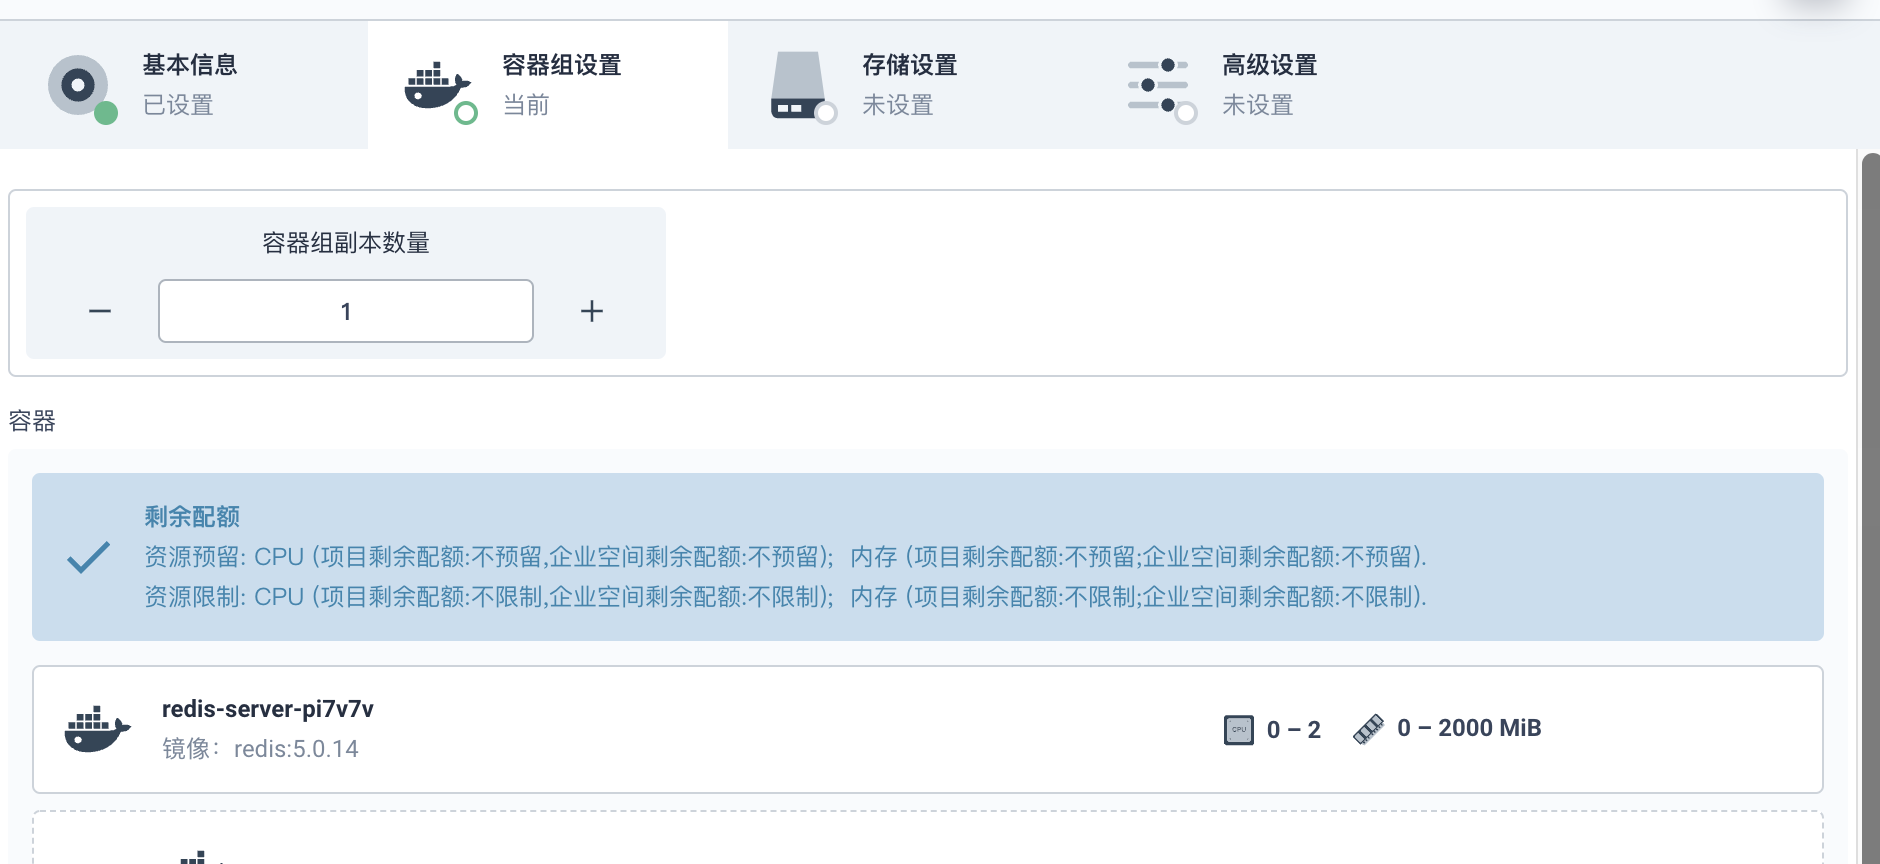 基本信息
已设置
容器组设置
当前
存储设置
未设置
高级设置
未设置
容器组副本数量
1
容器
剩余配额
资源预留: CPU (项目剩余配额:不预留,企业空间剩余配额:不预留);  内存 (项目剩余配额:不预留;企业空间剩余配额:不预留).
资源限制: CPU (项目剩余配额:不限制,企业空间剩余配额:不限制);  内存 (项目剩余配额:不限制;企业空间剩余配额:不限制).
redis-server-pi7v7v
镜像：redis:5.0.14
CPU
0 – 2
0 – 2000 MiB